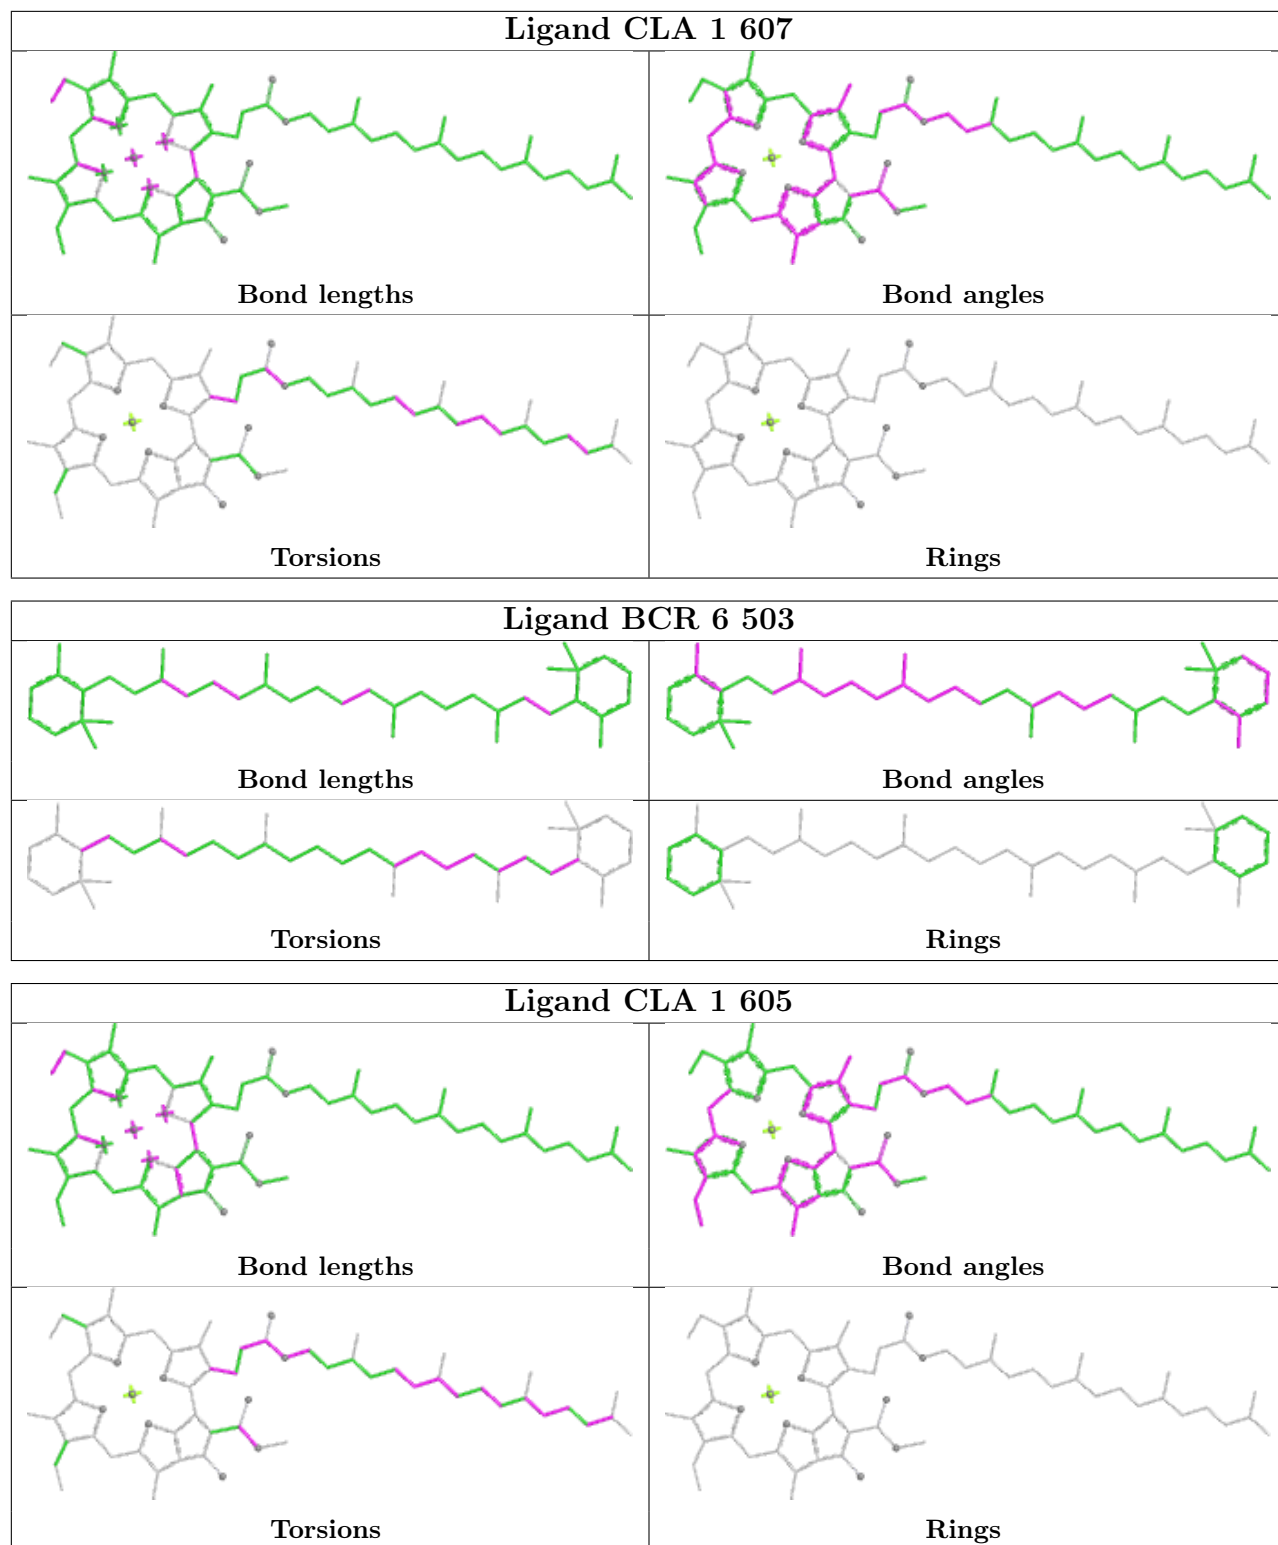 Ligand CLA 1 607
Bond lengths
Bond angles
Torsions
Rings
Ligand BCR 6 503
Bond lengths
Bond angles
Torsions
Rings
Ligand CLA 1 605
Bond lengths
Bond angles
Torsions
Rings